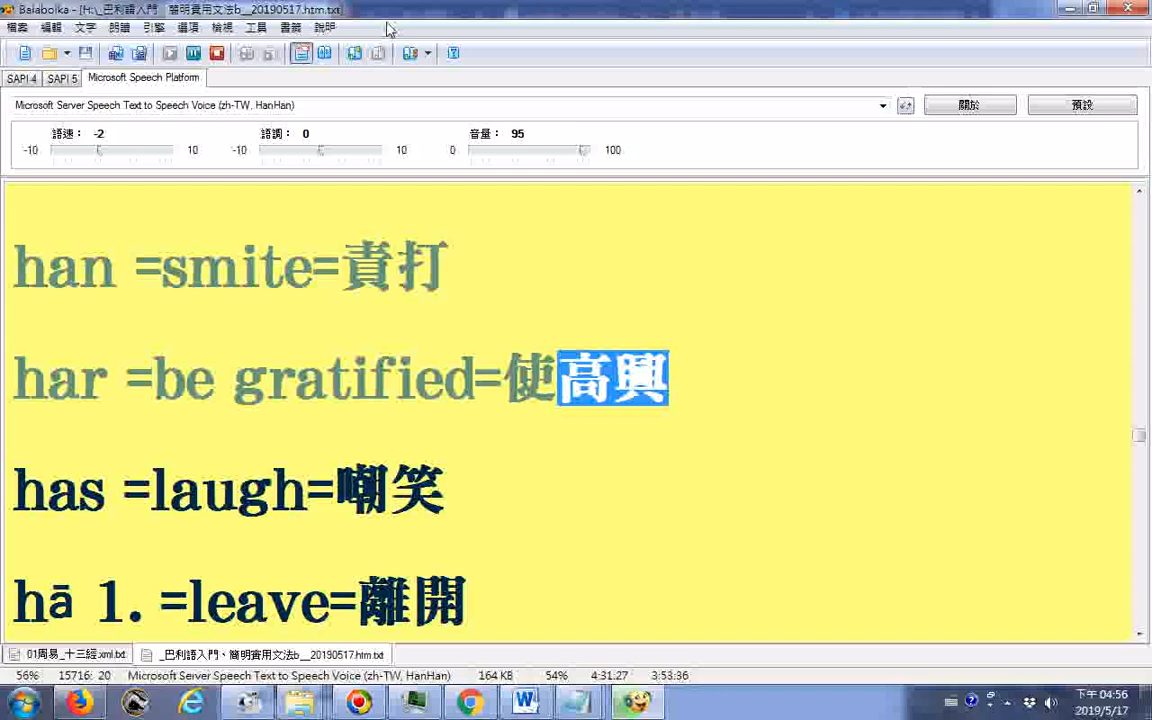 Balabolka - [H:\_巴利語入門、簡明實用文法b__20190517.htm.txt]
檔案 編輯 文字 朗讀 引擎 選項 檢視 工具 書籤 說明
SAPI 4 SAPI 5 Microsoft Speech Platform
Microsoft Server Speech Text to Speech Voice (zh-TW, HanHan) 關於 預設
語速： -2 語調： 0 音量： 95
-10 10 -10 10 0 100
han =smite=責打
har =be gratified=使高興
has =laugh=嘲笑
hā 1. =leave=離開
01周易_十三經.xml.txt _巴利語入門、簡明實用文法b__20190517.htm.txt
56% 15716: 20 Microsoft Server Speech Text to Speech Voice (zh-TW, HanHan) 164 KB 54% 4:31:27 3:53:36
下午 04:56
2019/5/17